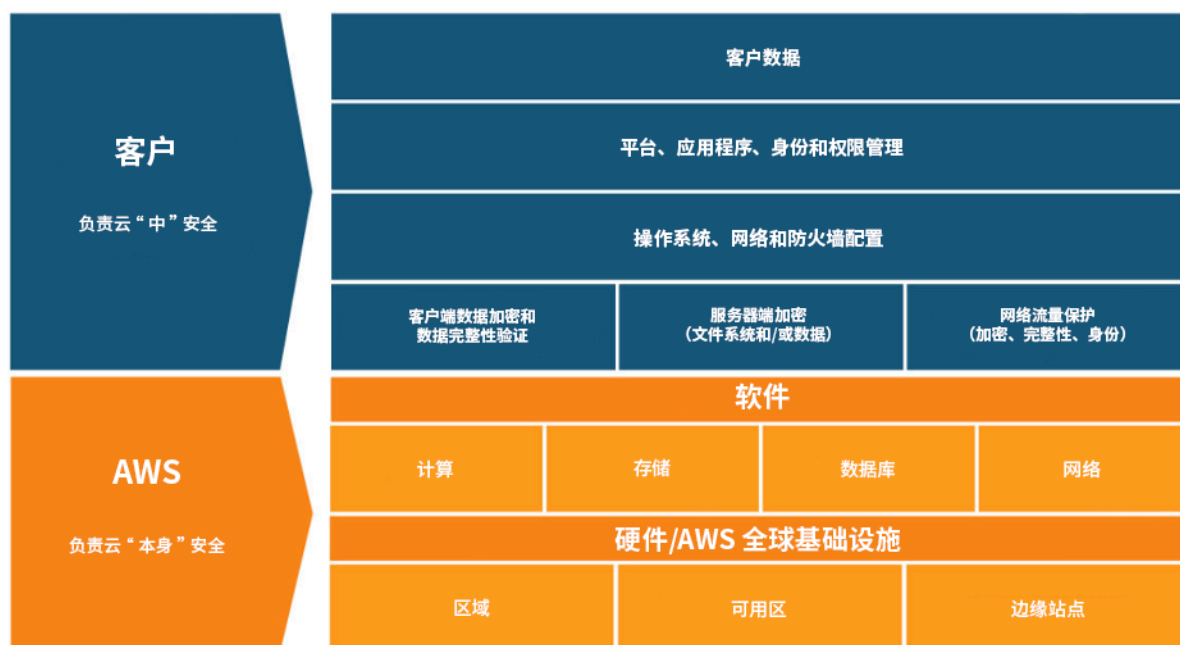 客户
负责云“中”安全
客户数据
平台、应用程序、身份和权限管理
操作系统、网络和防火墙配置
客户端数据加密和
数据完整性验证
服务器端加密
（文件系统和/或数据）
网络流量保护
（加密、完整性、身份）
AWS
负责云“本身”安全
软件
计算
存储
数据库
网络
硬件/AWS 全球基础设施
区域
可用区
边缘站点